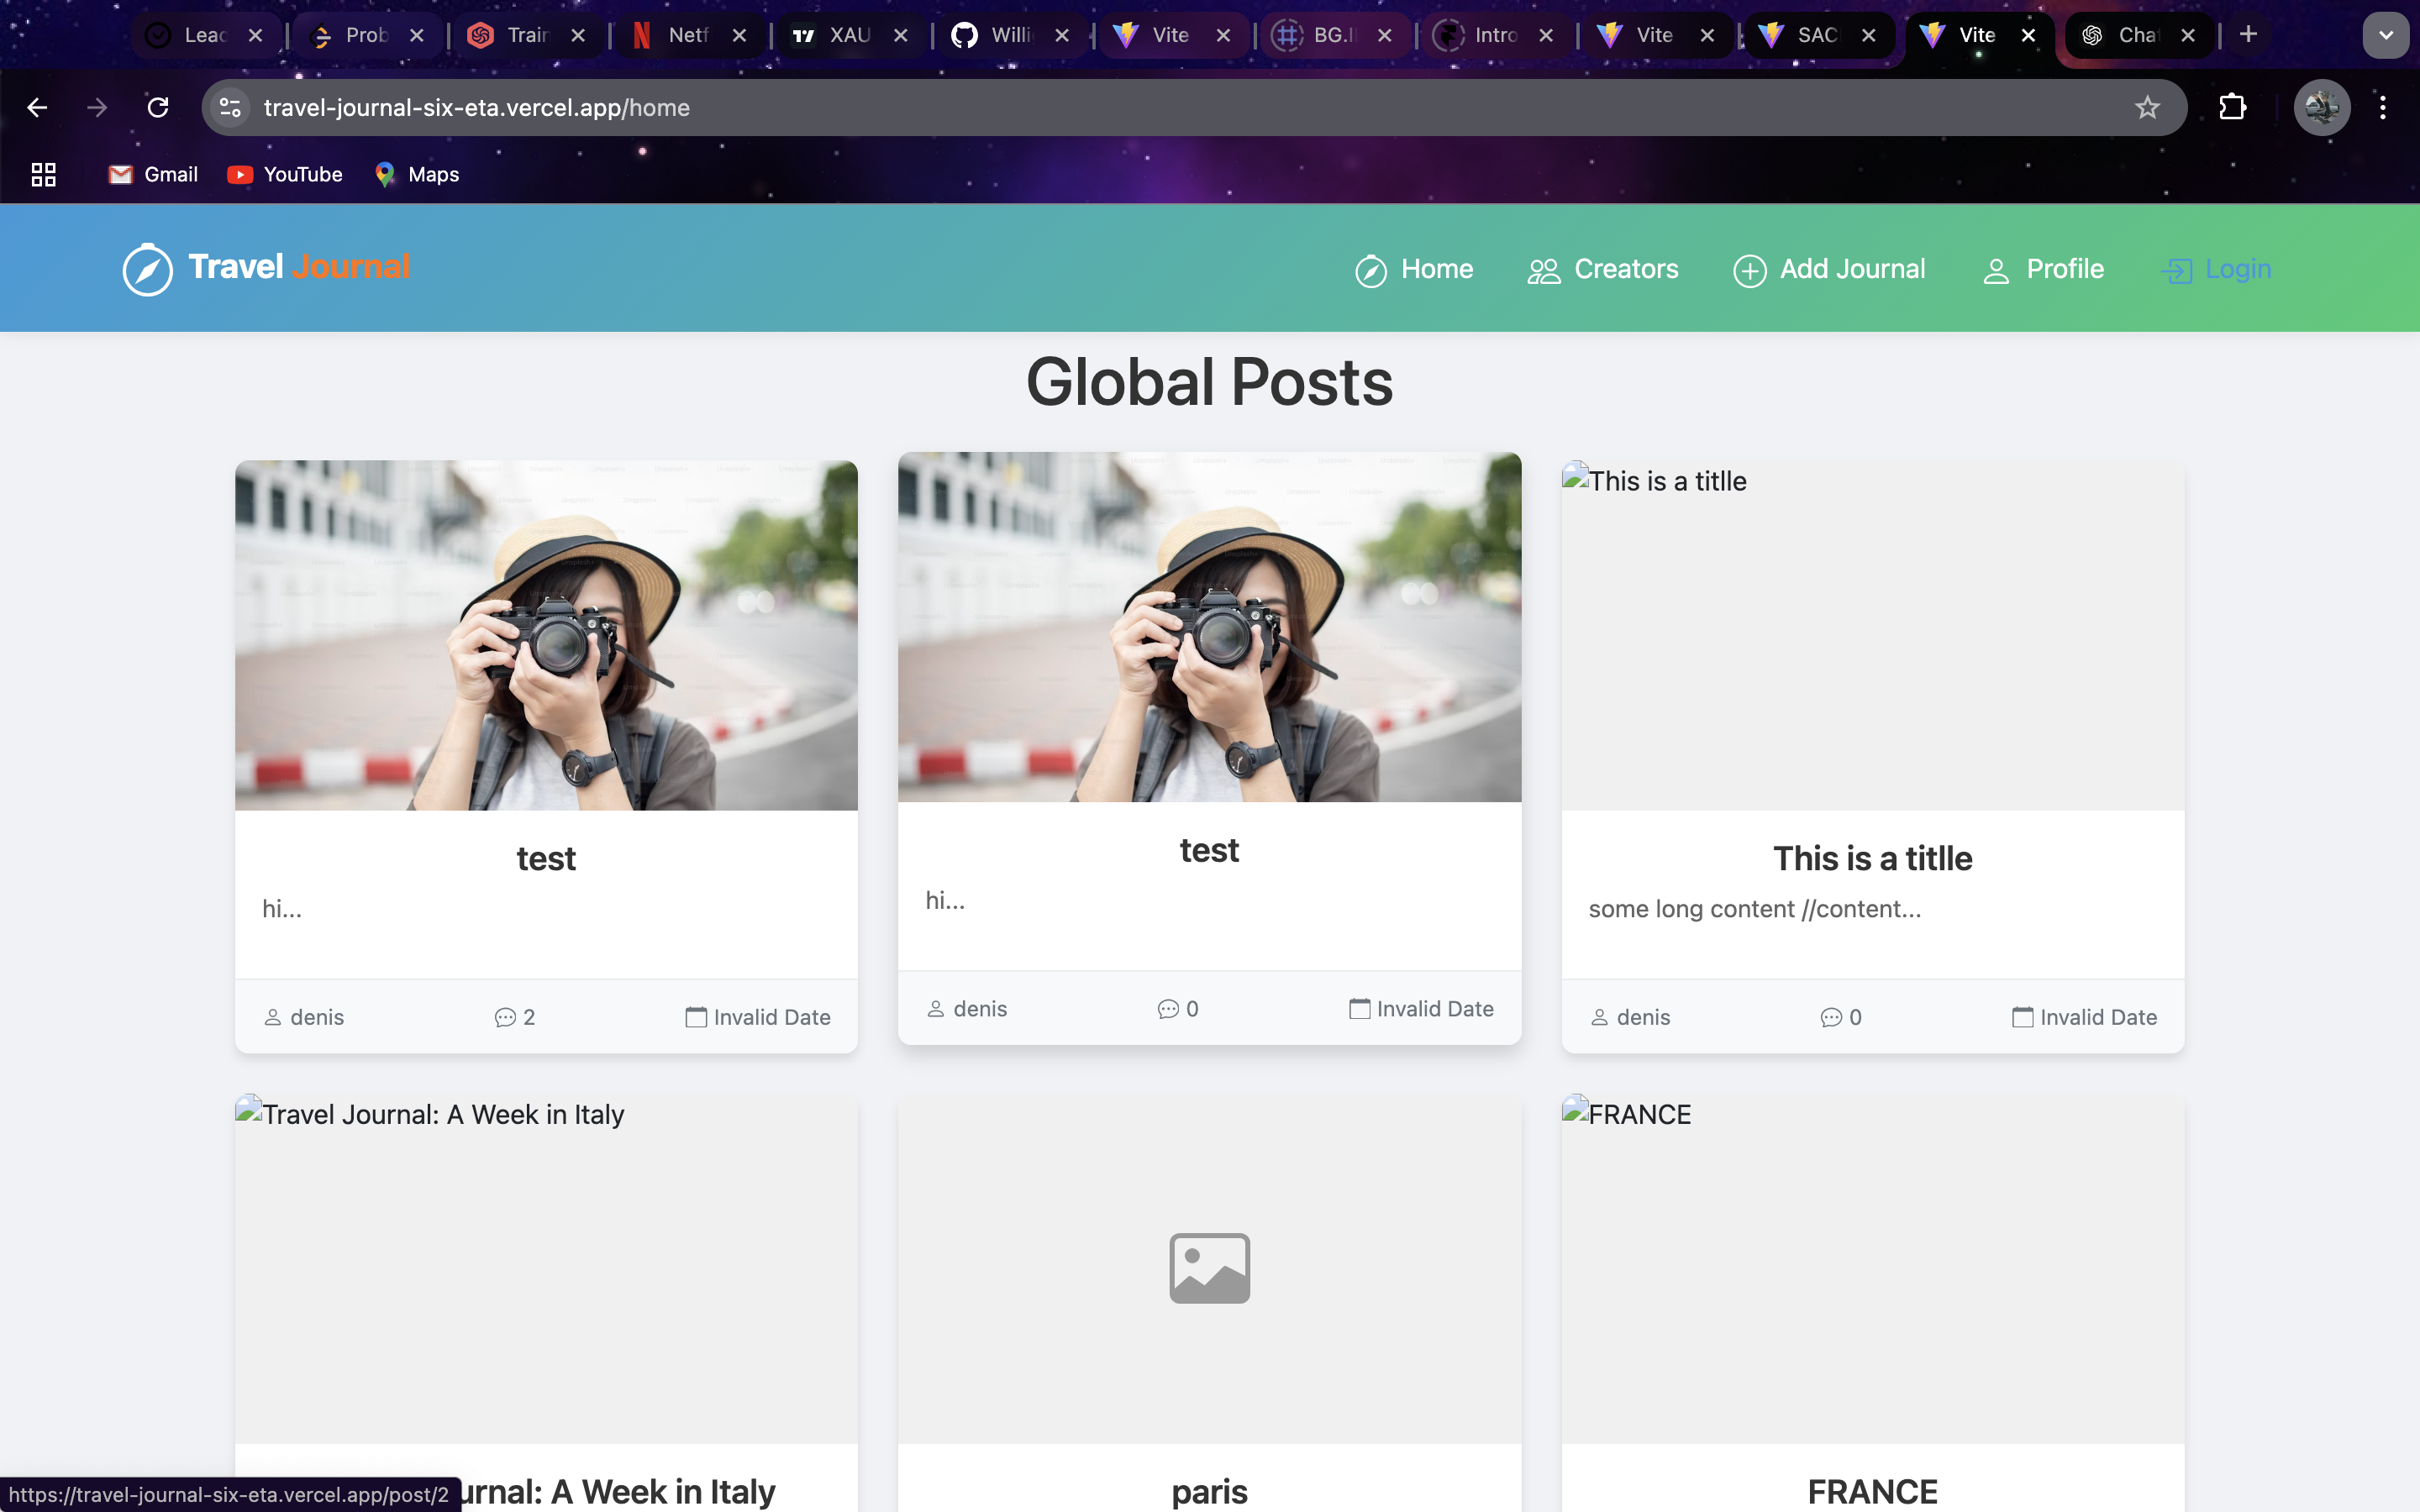 Leac
Prob
Train
Netf
XAU
Willi
Vite
BG.I
Intro
Vite
SAC
Vite
Cha
travel-journal-six-eta.vercel.app/home
Gmail YouTube Maps
Travel Journal
Home Creators Add Journal Profile Login
Global Posts
This is a titlle
test
test
This is a titlle
hi...
hi...
some long content //content...
denis 2 Invalid Date
denis 0 Invalid Date
denis 0 Invalid Date
Travel Journal: A Week in Italy
FRANCE
urnal: A Week in Italy
paris
FRANCE
https://travel-journal-six-eta.vercel.app/post/2